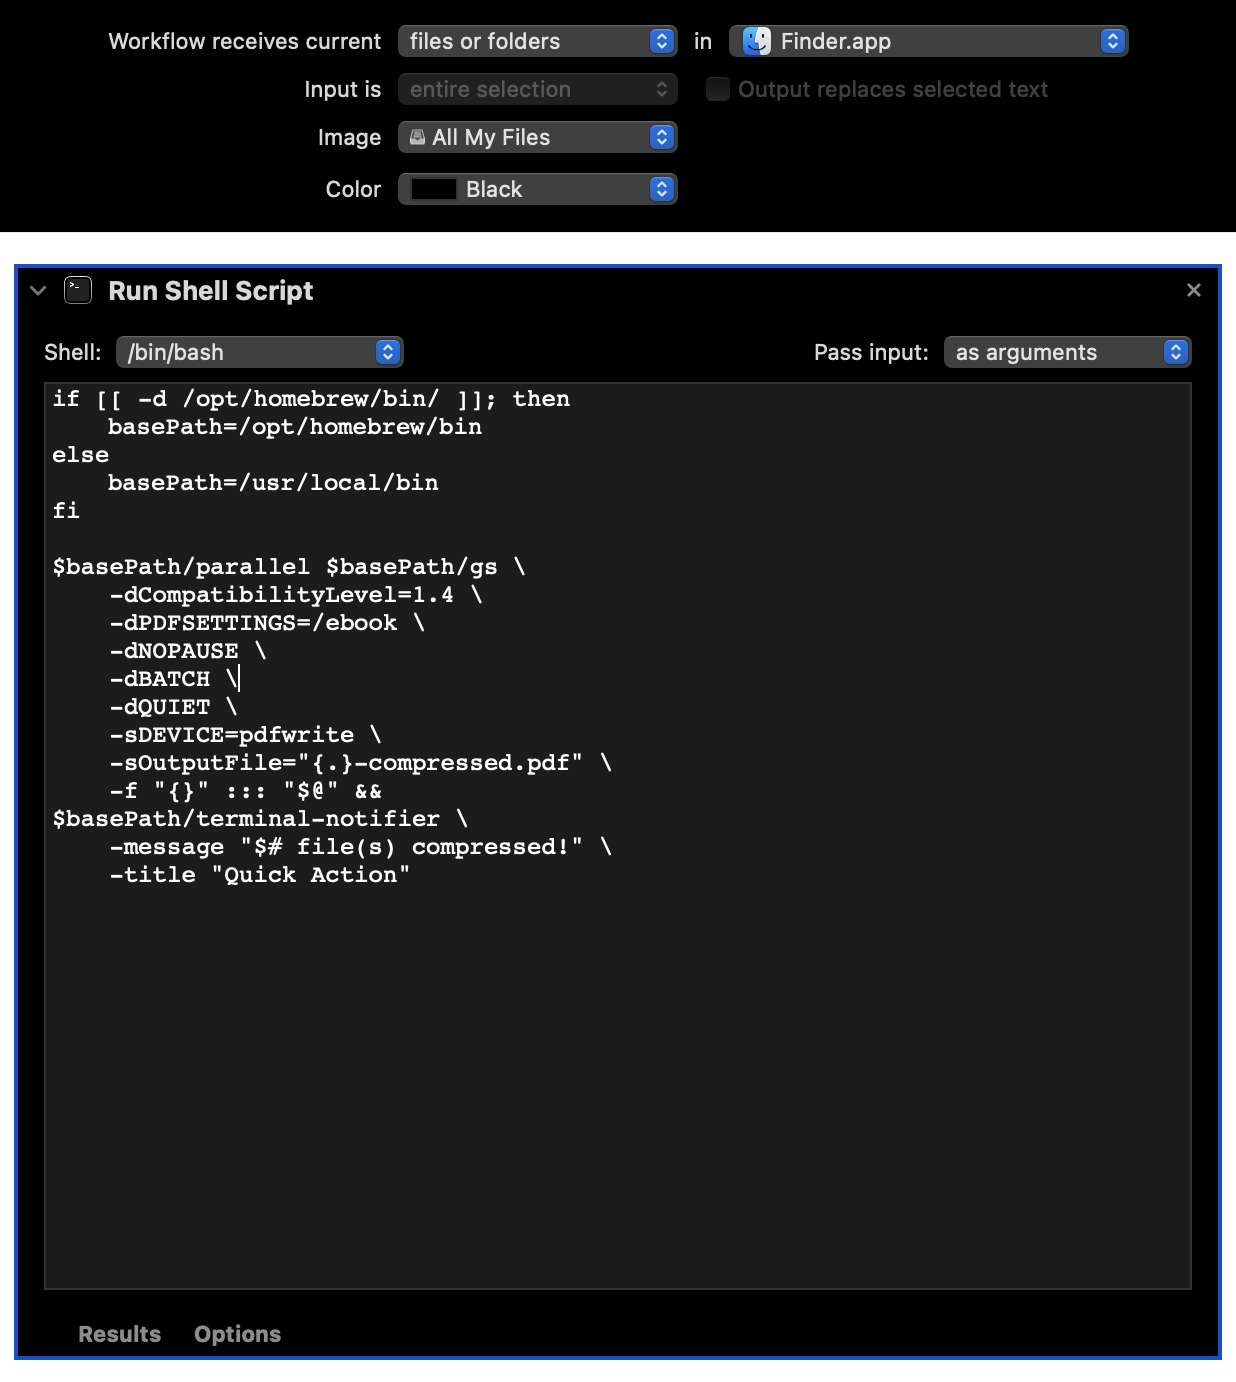 Workflow receives current files or folders in Finder.app
Input is entire selection Output replaces selected text
Image All My Files
Color Black
Run Shell Script
Shell: /bin/bash Pass input: as arguments
if [[ -d /opt/homebrew/bin/ ]]; then
    basePath=/opt/homebrew/bin
else
    basePath=/usr/local/bin
fi

$basePath/parallel $basePath/gs \
    -dCompatibilityLevel=1.4 \
    -dPDFSETTINGS=/ebook \
    -dNOPAUSE \
    -dBATCH \
    -dQUIET \
    -sDEVICE=pdfwrite \
    -sOutputFile="{.}-compressed.pdf" \
    -f "{}" ::: "$@" &&
$basePath/terminal-notifier \
    -message "$# file(s) compressed!" \
    -title "Quick Action"
Results Options